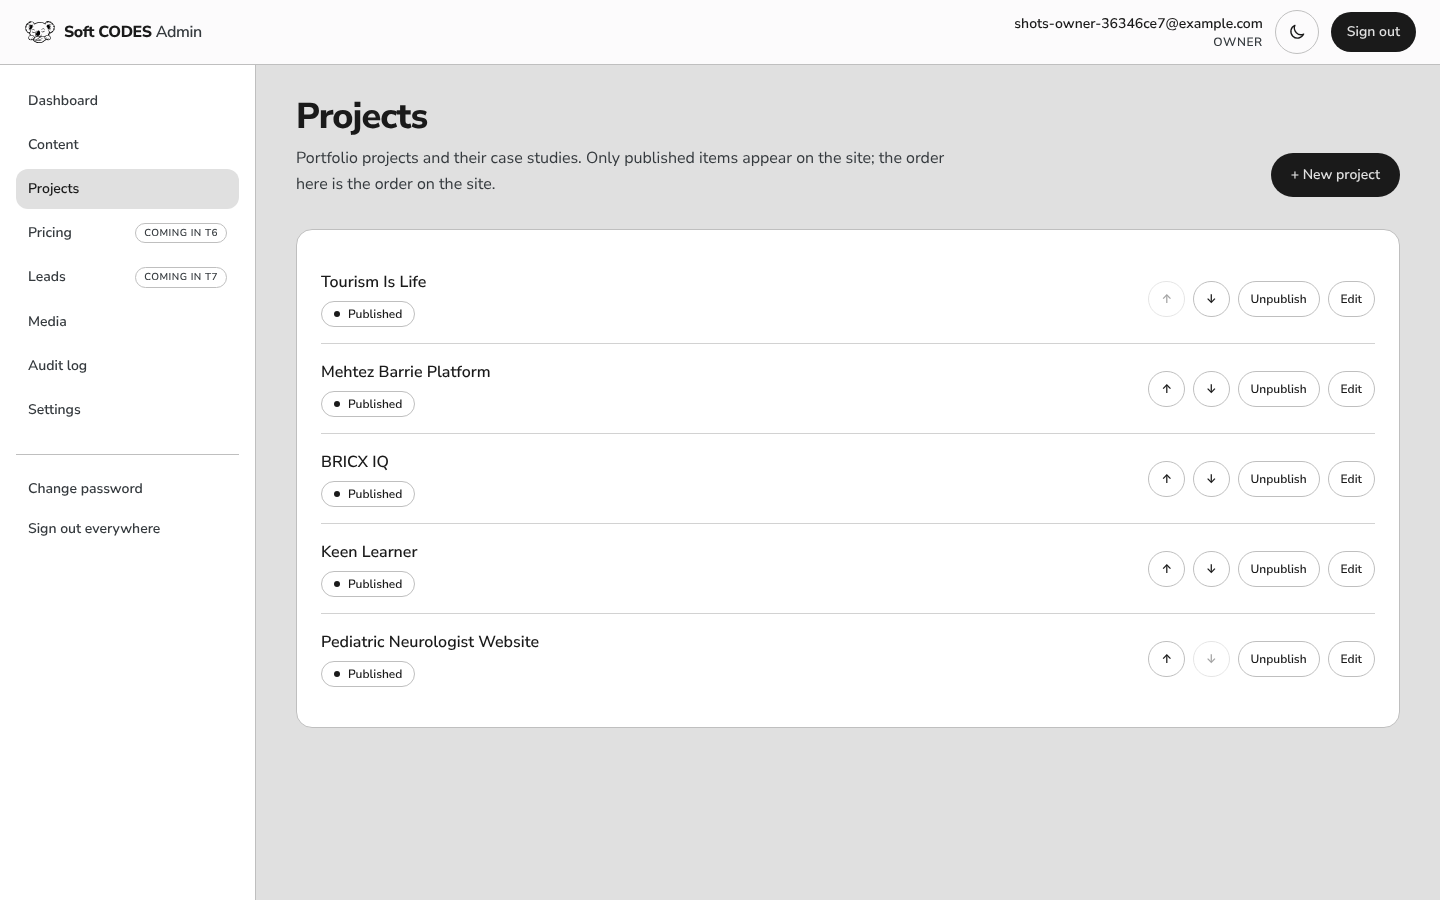 Soft CODES Admin
shots-owner-36346ce7@example.com
OWNER
Sign out
Dashboard
Content
Projects
Pricing COMING IN T6
Leads COMING IN T7
Media
Audit log
Settings
Change password
Sign out everywhere
Projects
Portfolio projects and their case studies. Only published items appear on the site; the order
here is the order on the site.
+ New project
Tourism Is Life
Published
↑ ↓ Unpublish Edit
Mehtez Barrie Platform
Published
↑ ↓ Unpublish Edit
BRICX IQ
Published
↑ ↓ Unpublish Edit
Keen Learner
Published
↑ ↓ Unpublish Edit
Pediatric Neurologist Website
Published
↑ ↓ Unpublish Edit